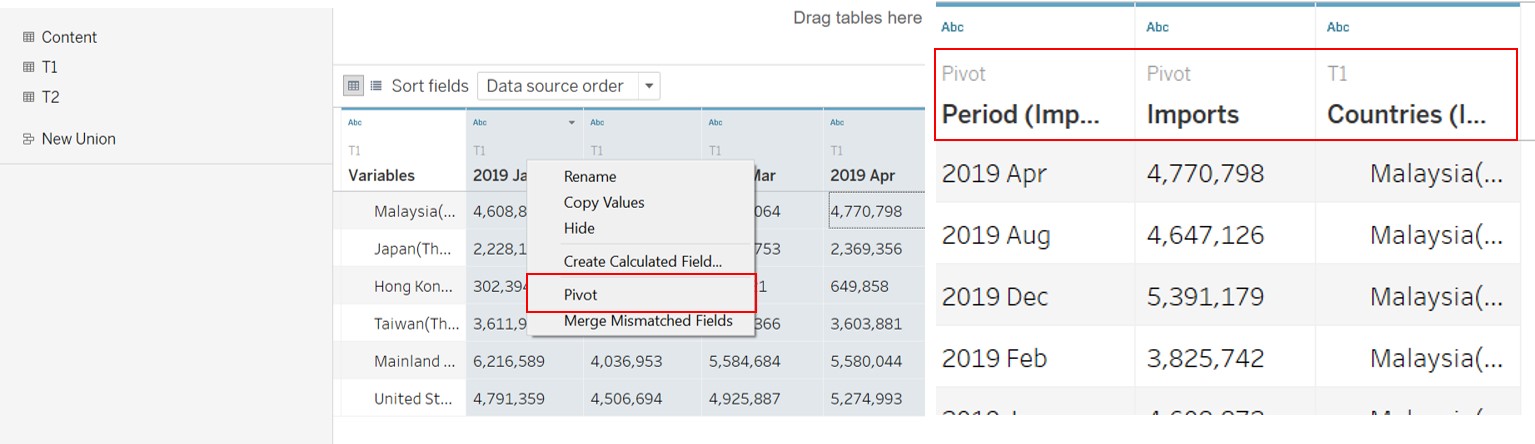 Content
T1
T2
New Union
Drag tables here
Sort fields Data source order
Abc Abc Abc Abc Abc
T1 T1 T1 T1 T1
Variables 2019 Ja Mar 2019 Apr
Malaysia(... 4,608,8 064 4,770,798
Japan(Th... 2,228,1 753 2,369,356
Hong Kon... 302,394 1 649,858
Taiwan(Th... 3,611,9 366 3,603,881
Mainland ... 6,216,589 4,036,953 5,584,684 5,580,044
United St... 4,791,359 4,506,694 4,925,887 5,274,993
Rename
Copy Values
Hide
Create Calculated Field...
Pivot
Merge Mismatched Fields
Abc Abc Abc
Pivot Pivot T1
Period (Imp... Imports Countries (I...
2019 Apr 4,770,798 Malaysia(...
2019 Aug 4,647,126 Malaysia(...
2019 Dec 5,391,179 Malaysia(...
2019 Feb 3,825,742 Malaysia(...